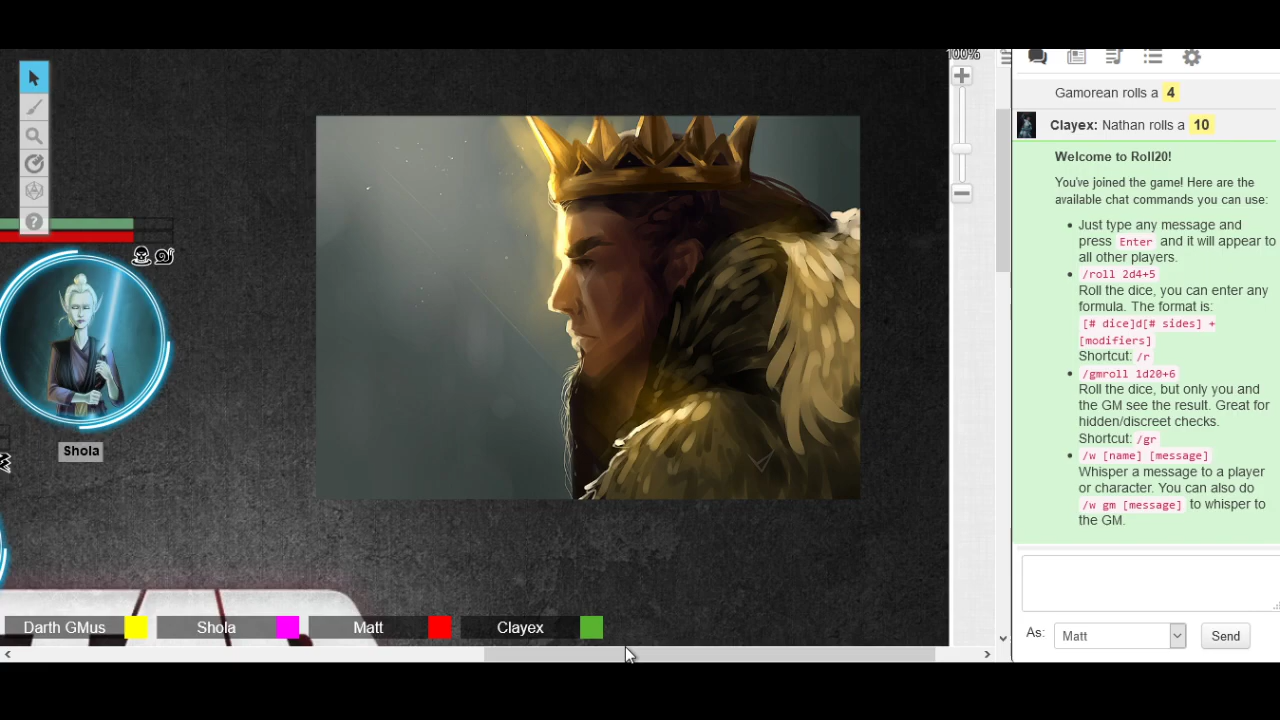 100%
Gamorean rolls a 4
Clayex: Nathan rolls a 10
Welcome to Roll20!
You've joined the game! Here are the
available chat commands you can use:
• Just type any message and
press Enter and it will appear to
all other players.
• /roll 2d4+5
Roll the dice, you can enter any
formula. The format is:
[# dice]d[# sides] +
[modifiers]
Shortcut: /r
• /gmroll 1d20+6
Roll the dice, but only you and
the GM see the result. Great for
hidden/discreet checks.
Shortcut: /gr
• /w [name] [message]
Whisper a message to a player
or character. You can also do
/w gm [message] to whisper to
the GM.
Shola
Darth GMus
Shola
Matt
Clayex
As: Matt
Send